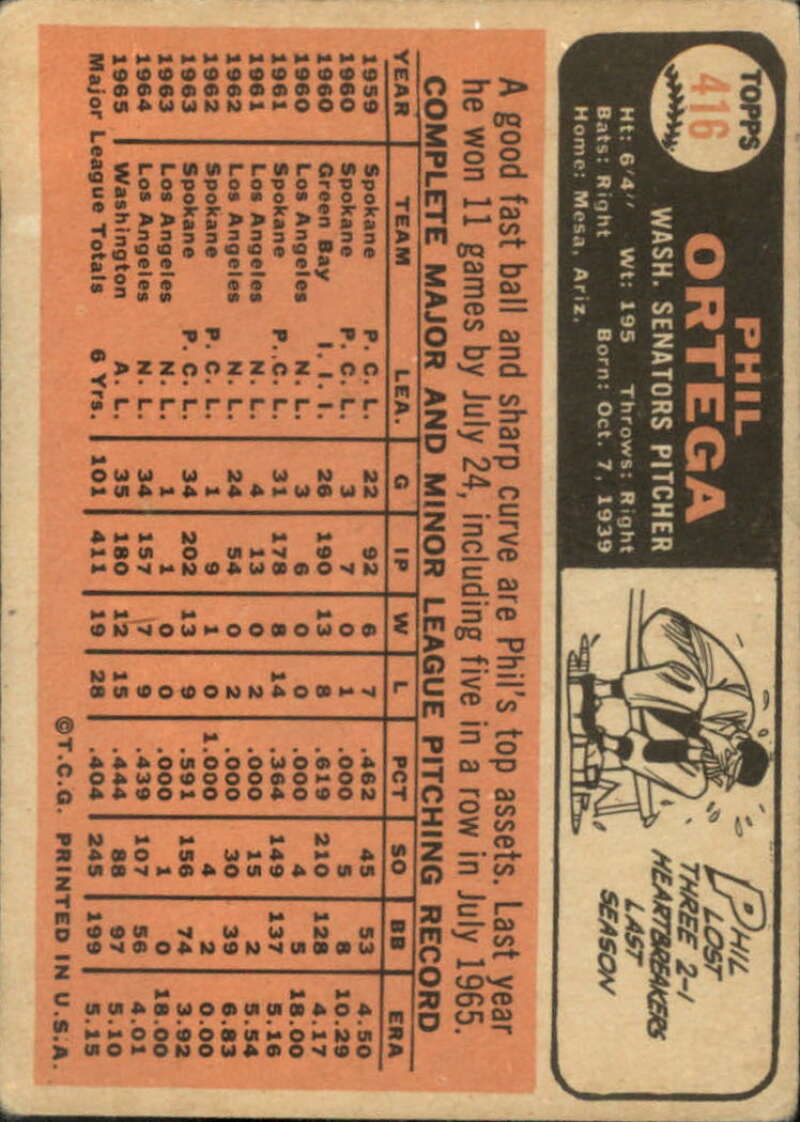 TOPPS
416
PHIL
ORTEGA
WASH. SENATORS PITCHER
Ht: 6'4" Wt: 195 Throws: Right
Bats: Right Born: Oct. 7, 1939
Home: Mesa, Ariz.
PHIL
LOST
THREE 2-1
HEARTBREAKERS
LAST
SEASON
A good fast ball and sharp curve are Phil's top assets. Last year
he won 11 games by July 24, including five in a row in July 1965.
COMPLETE MAJOR AND MINOR LEAGUE PITCHING RECORD
YEAR TEAM LEA. G IP W L PCT SO BB ERA
1959 Spokane P. C. L. 22 92 6 7 .462 45 53 4.50
1960 Spokane P. C. L. 3 7 0 1 .000 5 8 10.29
1960 Green Bay I. I. I. 26 190 13 8 .619 210 128 4.17
1960 Los Angeles N. L. 3 6 0 0 .000 4 5 18.00
1961 Spokane P. C. L. 31 178 8 14 .364 149 137 5.16
1961 Los Angeles N. L. 4 13 0 2 .000 15 2 5.54
1962 Los Angeles N. L. 24 54 0 2 .000 30 39 6.83
1962 Spokane P. C. L. 1 9 1 0 1.000 4 2 0.00
1963 Spokane P. C. L. 34 202 13 9 .591 156 74 3.92
1963 Los Angeles N. L. 1 1 0 0 .000 1 0 18.00
1964 Los Angeles N. L. 34 157 7 9 .439 107 56 4.01
1965 Washington A. L. 35 180 12 15 .444 88 97 5.10
Major League Totals 6 Yrs. 101 411 19 28 .404 245 199 5.15
©T.C.G. PRINTED IN U.S.A.